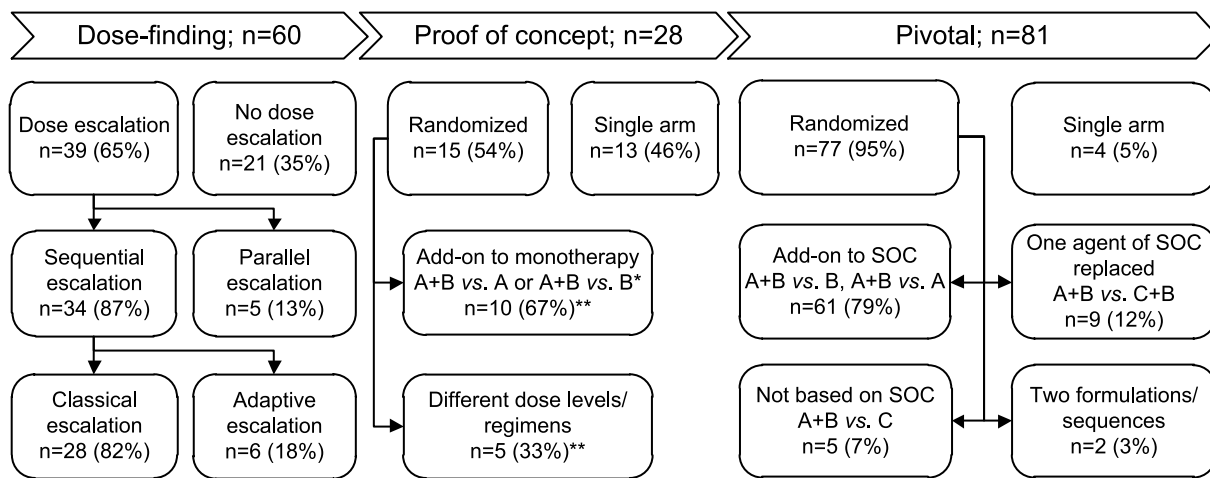 Dose-finding; n=60
Proof of concept; n=28
Pivotal; n=81
Dose escalation
n=39 (65%)
No dose
escalation
n=21 (35%)
Sequential
escalation
n=34 (87%)
Parallel
escalation
n=5 (13%)
Classical
escalation
n=28 (82%)
Adaptive
escalation
n=6 (18%)
Randomized
n=15 (54%)
Single arm
n=13 (46%)
Add-on to monotherapy
A+B vs. A or A+B vs. B*
n=10 (67%)**
Different dose levels/
regimens
n=5 (33%)**
Randomized
n=77 (95%)
Single arm
n=4 (5%)
Add-on to SOC
A+B vs. B, A+B vs. A
n=61 (79%)
One agent of SOC
replaced
A+B vs. C+B
n=9 (12%)
Not based on SOC
A+B vs. C
n=5 (7%)
Two formulations/
sequences
n=2 (3%)